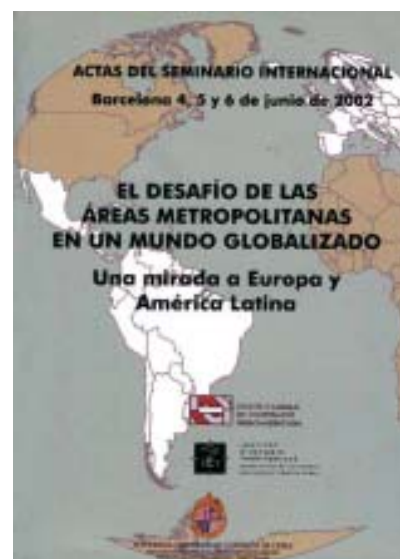 ACTAS DEL SEMINARIO INTERNACIONAL
Barcelona 4, 5 y 6 de junio de 2002
EL DESAFÍO DE LAS
ÁREAS METROPOLITANAS
EN UN MUNDO GLOBALIZADO
Una mirada a Europa y
América Latina